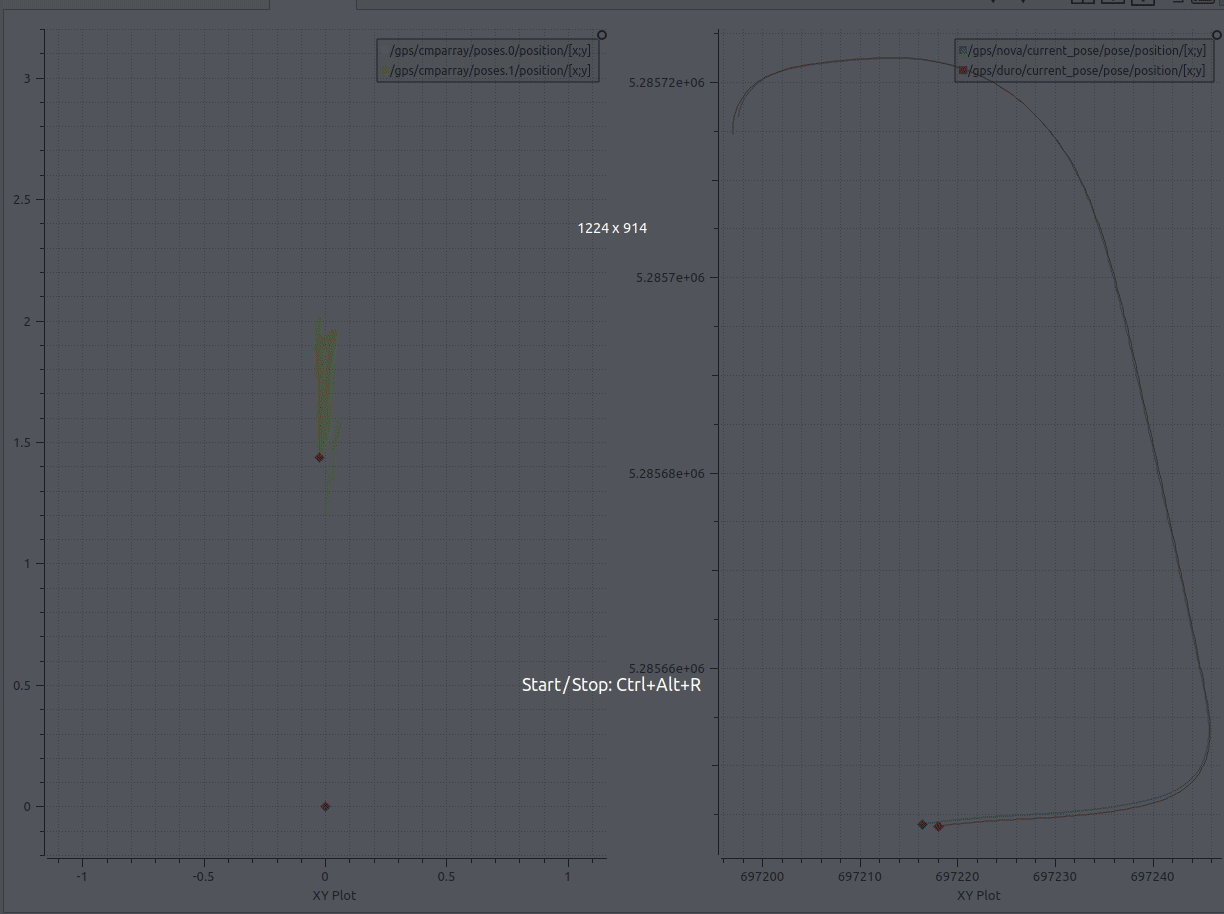 /gps/cmparray/poses.0/position/[x;y]
/gps/cmparray/poses.1/position/[x;y]
3
2.5
2
1.5
1
0.5
0
-1
-0.5
0
0.5
1
XY Plot
1224 x 914
Start/Stop: Ctrl+Alt+R
/gps/nova/current_pose/pose/position/[x;y]
/gps/duro/current_pose/pose/position/[x;y]
5.28572e+06
5.2857e+06
5.28568e+06
5.28566e+06
697200
697210
697220
697230
697240
XY Plot